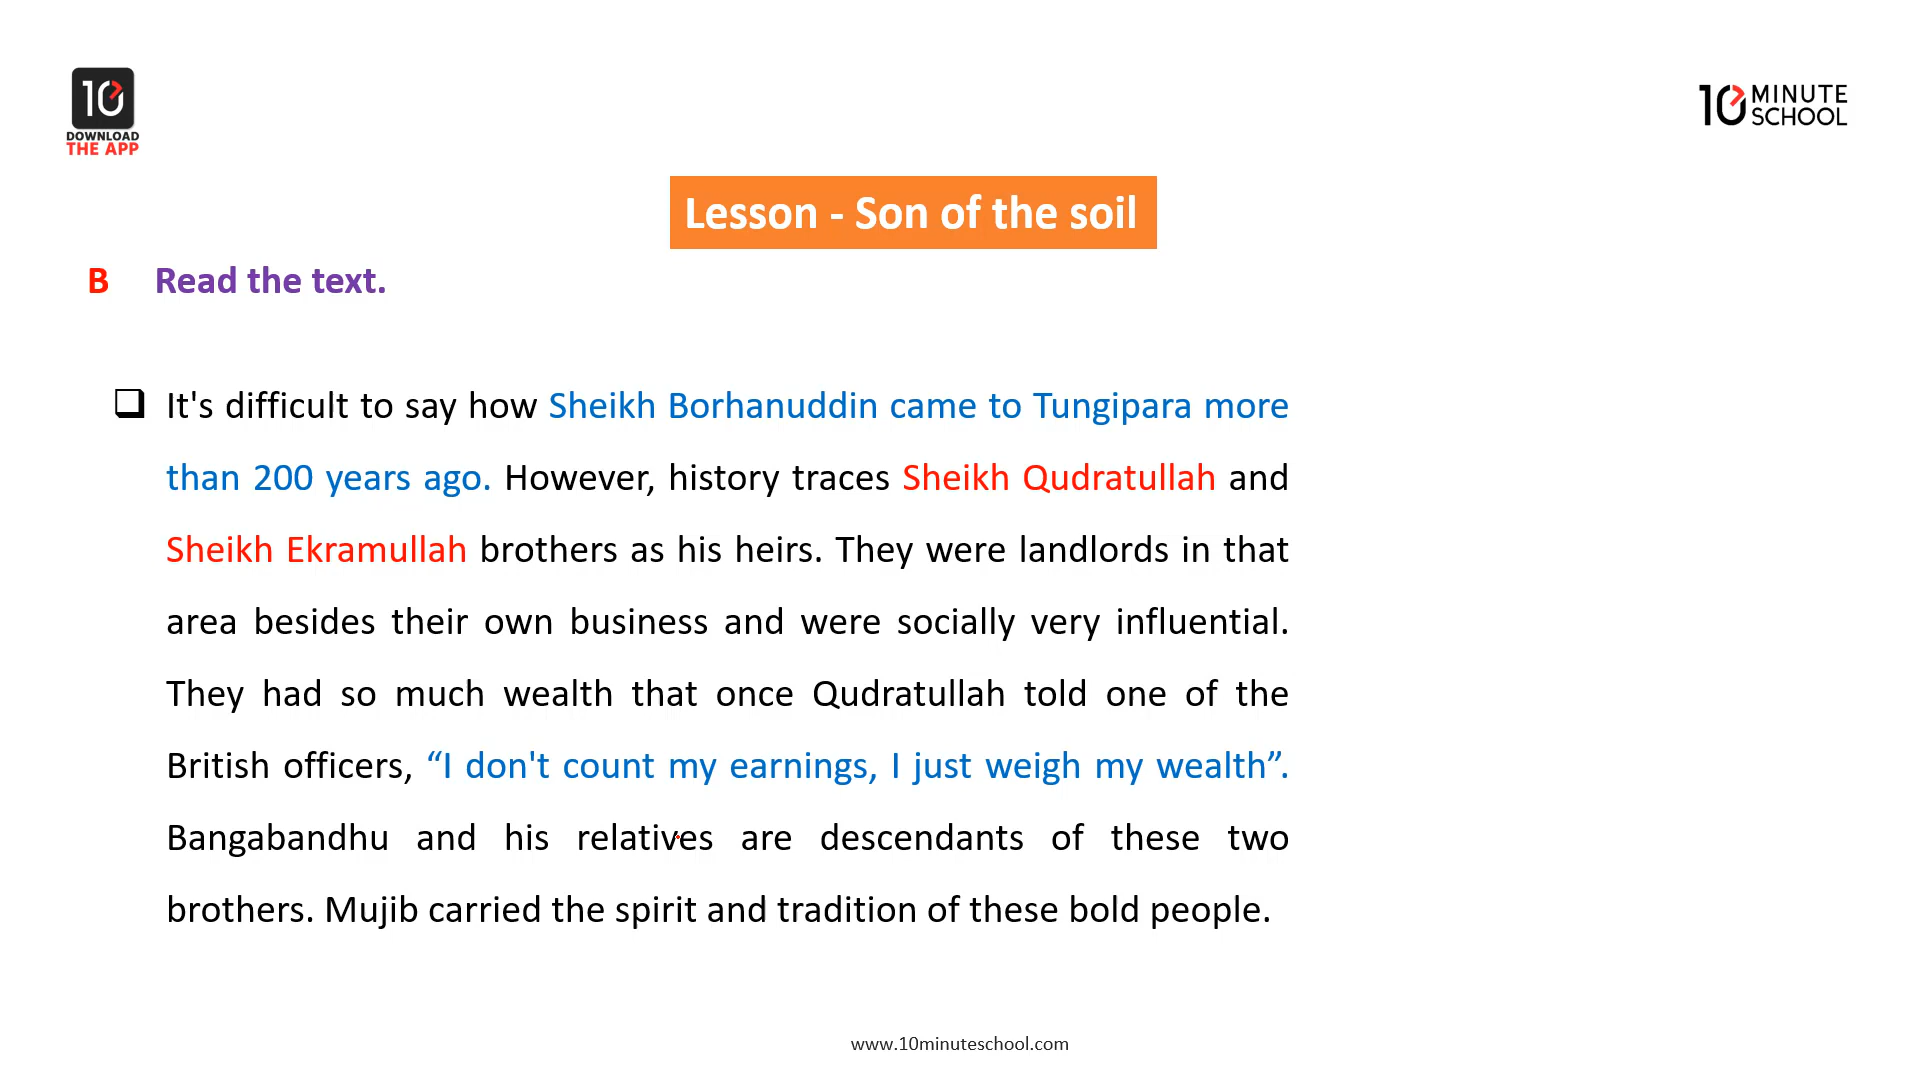 10
DOWNLOAD
THE APP
10 MINUTE
SCHOOL
Lesson - Son of the soil
B Read the text.
It's difficult to say how Sheikh Borhanuddin came to Tungipara more
than 200 years ago. However, history traces Sheikh Qudratullah and
Sheikh Ekramullah brothers as his heirs. They were landlords in that
area besides their own business and were socially very influential.
They had so much wealth that once Qudratullah told one of the
British officers, “I don't count my earnings, I just weigh my wealth”.
Bangabandhu and his relatives are descendants of these two
brothers. Mujib carried the spirit and tradition of these bold people.
www.10minuteschool.com